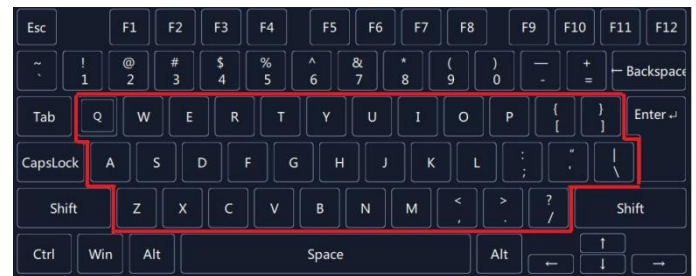 Esc F1 F2 F3 F4 F5 F6 F7 F8 F9 F10 F11 F12
~ ! @ # $ % ^ & * ( ) — +
` 1 2 3 4 5 6 7 8 9 0 - = ← Backspace
Tab Q W E R T Y U I O P { } Enter ↵
[ ]
CapsLock A S D F G H J K L : " |
; ' \
Shift Z X C V B N M < > ? Shift
, . /
Ctrl Win Alt Space Alt ← ↑ ↓ →